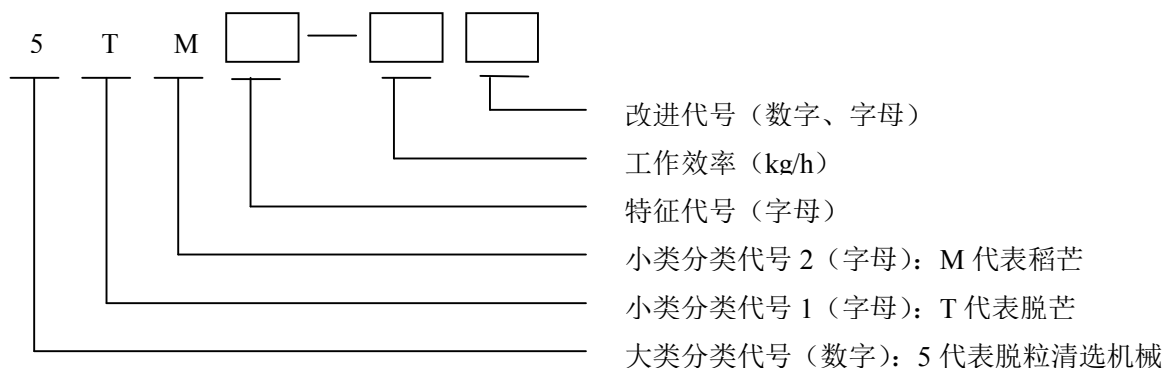 5 T M —
改进代号（数字、字母）
工作效率（kg/h）
特征代号（字母）
小类分类代号 2（字母）：M 代表稻芒
小类分类代号 1（字母）：T 代表脱芒
大类分类代号（数字）：5 代表脱粒清选机械